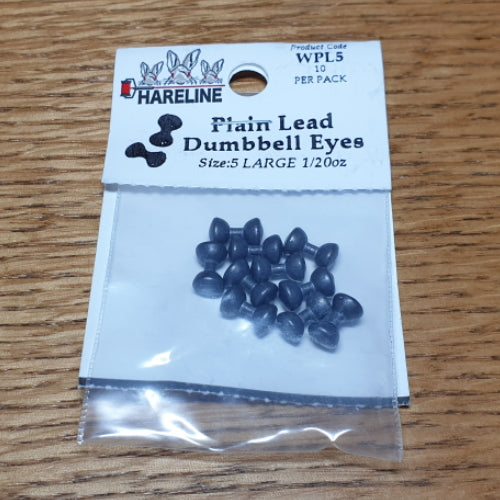 Product Code
WPL5
10
PER PACK
HARELINE
Plain Lead
Dumbbell Eyes
Size:5 LARGE 1/20oz